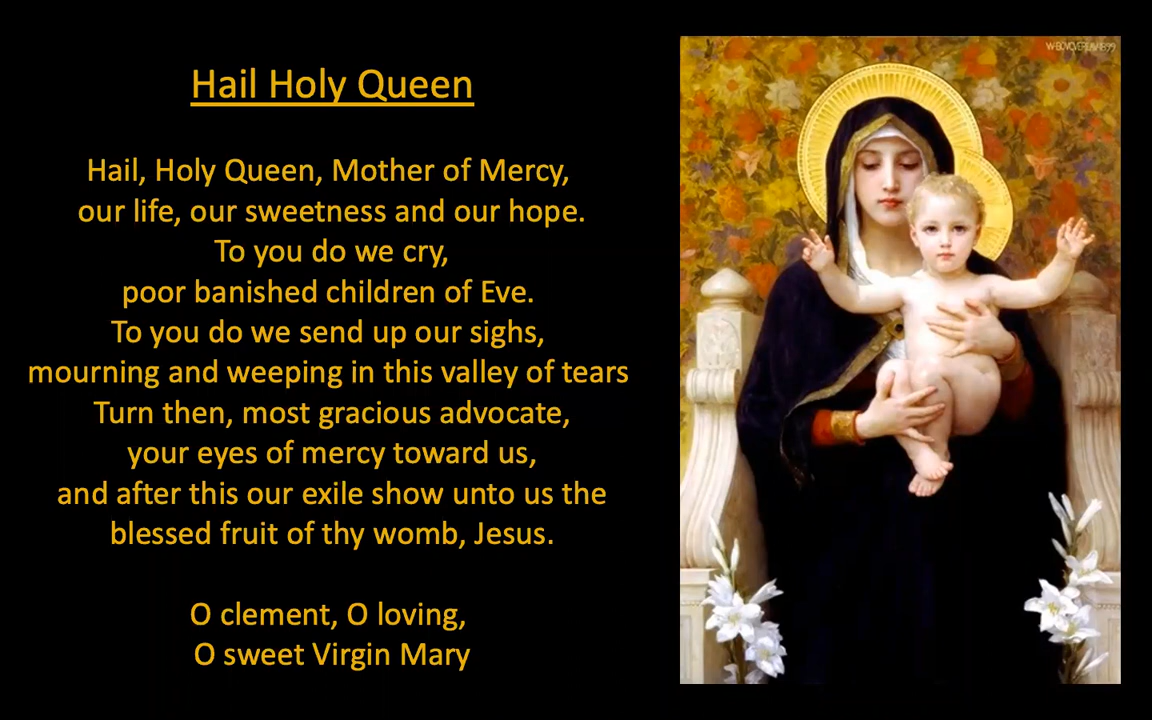 Hail Holy Queen
Hail, Holy Queen, Mother of Mercy,
our life, our sweetness and our hope.
To you do we cry,
poor banished children of Eve.
To you do we send up our sighs,
mourning and weeping in this valley of tears
Turn then, most gracious advocate,
your eyes of mercy toward us,
and after this our exile show unto us the
blessed fruit of thy womb, Jesus.
O clement, O loving,
O sweet Virgin Mary